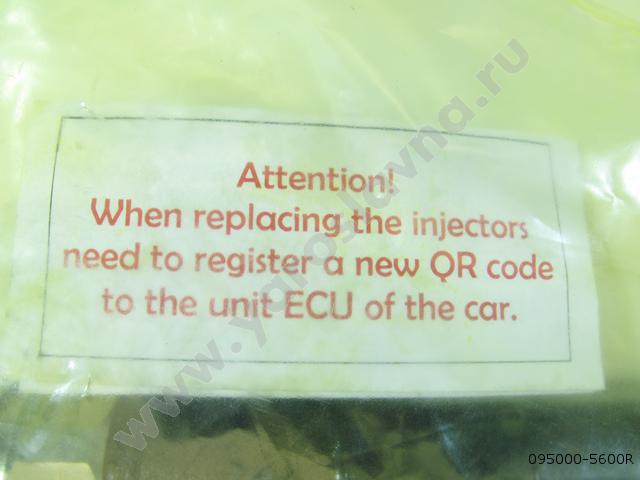 Attention!
When replacing the injectors
need to register a new QR code
to the unit ECU of the car.
www.yaroslavna.ru
095000-5600R